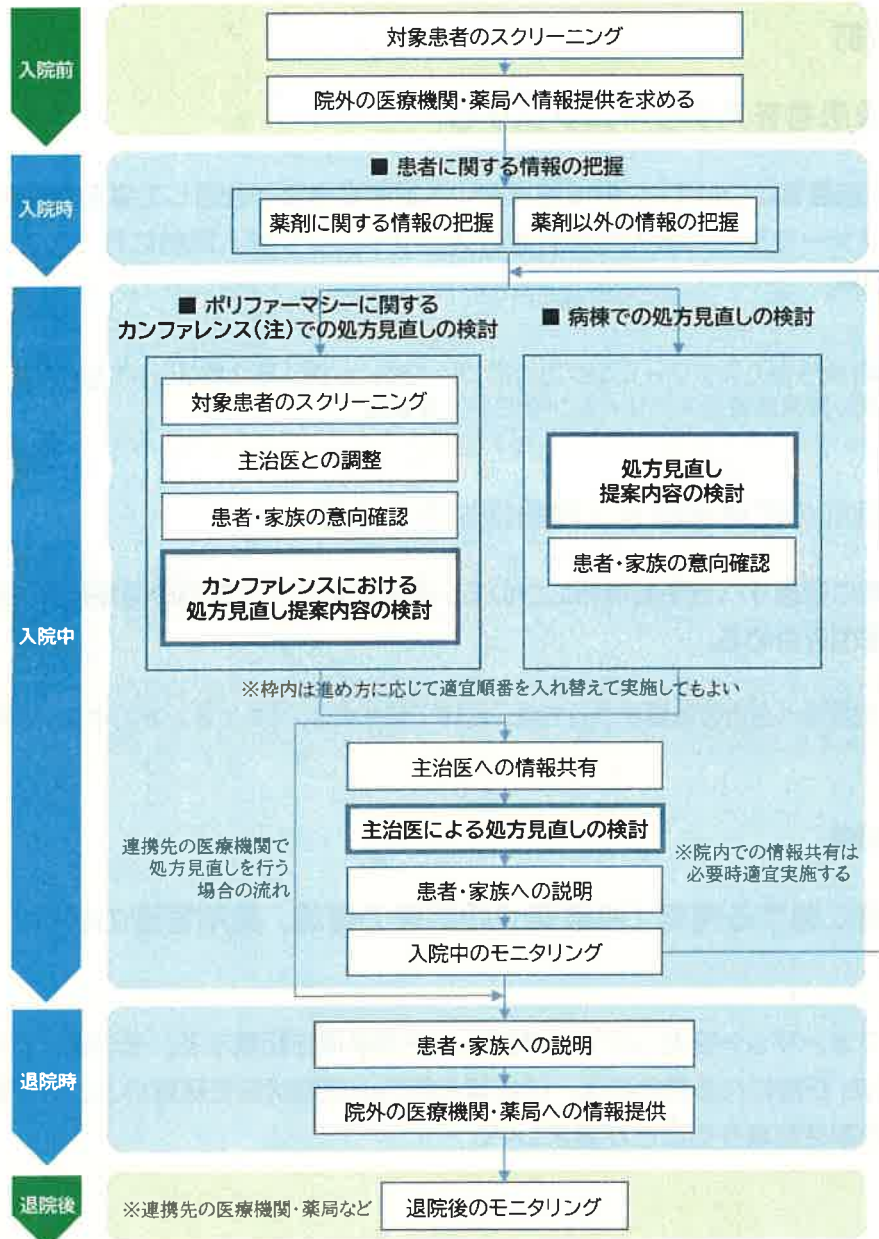 入院前
対象患者のスクリーニング
院外の医療機関・薬局へ情報提供を求める
入院時
■ 患者に関する情報の把握
薬剤に関する情報の把握
薬剤以外の情報の把握
入院中
■ ポリファーマシーに関する
カンファレンス(注)での処方見直しの検討
対象患者のスクリーニング
主治医との調整
患者・家族の意向確認
カンファレンスにおける
処方見直し提案内容の検討
■ 病棟での処方見直しの検討
処方見直し
提案内容の検討
患者・家族の意向確認
※枠内は進め方に応じて適宜順番を入れ替えて実施してもよい
主治医への情報共有
主治医による処方見直しの検討
患者・家族への説明
入院中のモニタリング
連携先の医療機関で
処方見直しを行う
場合の流れ
※院内での情報共有は
必要時適宜実施する
退院時
患者・家族への説明
院外の医療機関・薬局への情報提供
退院後
※連携先の医療機関・薬局など
退院後のモニタリング